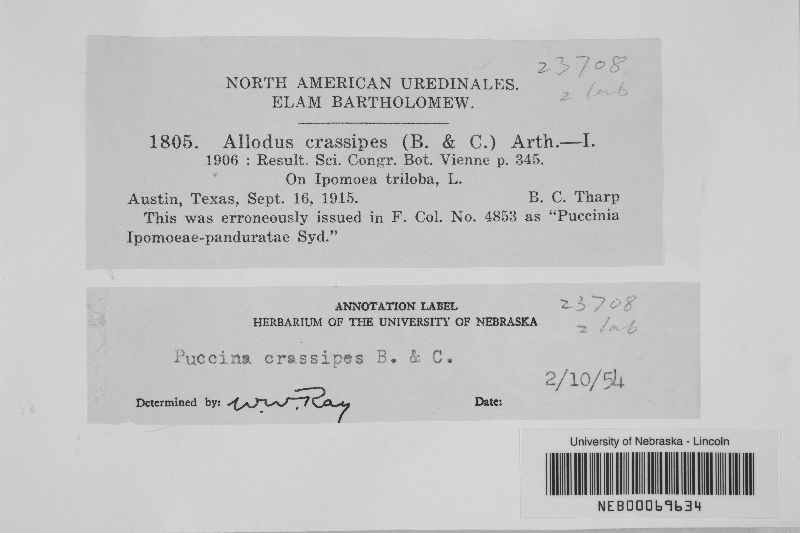 23708
2 lab
NORTH AMERICAN UREDINALES.
ELAM BARTHOLOMEW.
1805. Allodus crassipes (B. & C.) Arth.—I.
1906 : Result. Sci. Congr. Bot. Vienne p. 345.
On Ipomoea triloba, L.
Austin, Texas, Sept. 16, 1915. B. C. Tharp
This was erroneously issued in F. Col. No. 4853 as "Puccinia
Ipomoeae-panduratae Syd."
ANNOTATION LABEL 23708
HERBARIUM OF THE UNIVERSITY OF NEBRASKA 2 lab
Puccina crassipes B. & C.
2/10/54
Determined by: W.W. Ray Date:
University of Nebraska - Lincoln
NEB00069634